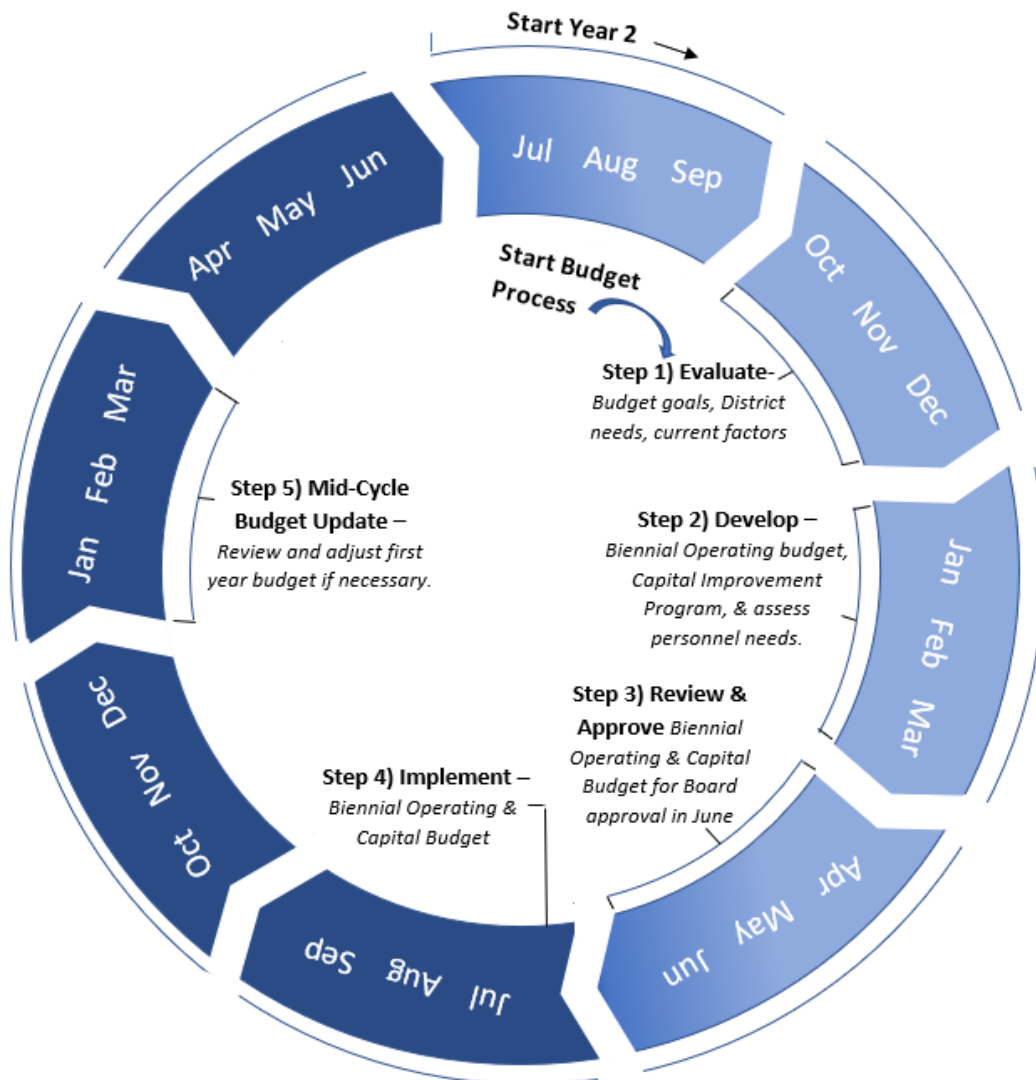 Start Year 2
Jul Aug Sep
Oct Nov Dec
Jan Feb Mar
Apr May Jun
Jul Aug Sep
Oct Nov Dec
Jan Feb Mar
Apr May Jun
Start Budget
Process
Step 1) Evaluate-
Budget goals, District
needs, current factors
Step 2) Develop –
Biennial Operating budget,
Capital Improvement
Program, & assess
personnel needs.
Step 3) Review &
Approve Biennial
Operating & Capital
Budget for Board
approval in June
Step 4) Implement –
Biennial Operating &
Capital Budget
Step 5) Mid-Cycle
Budget Update –
Review and adjust first
year budget if necessary.